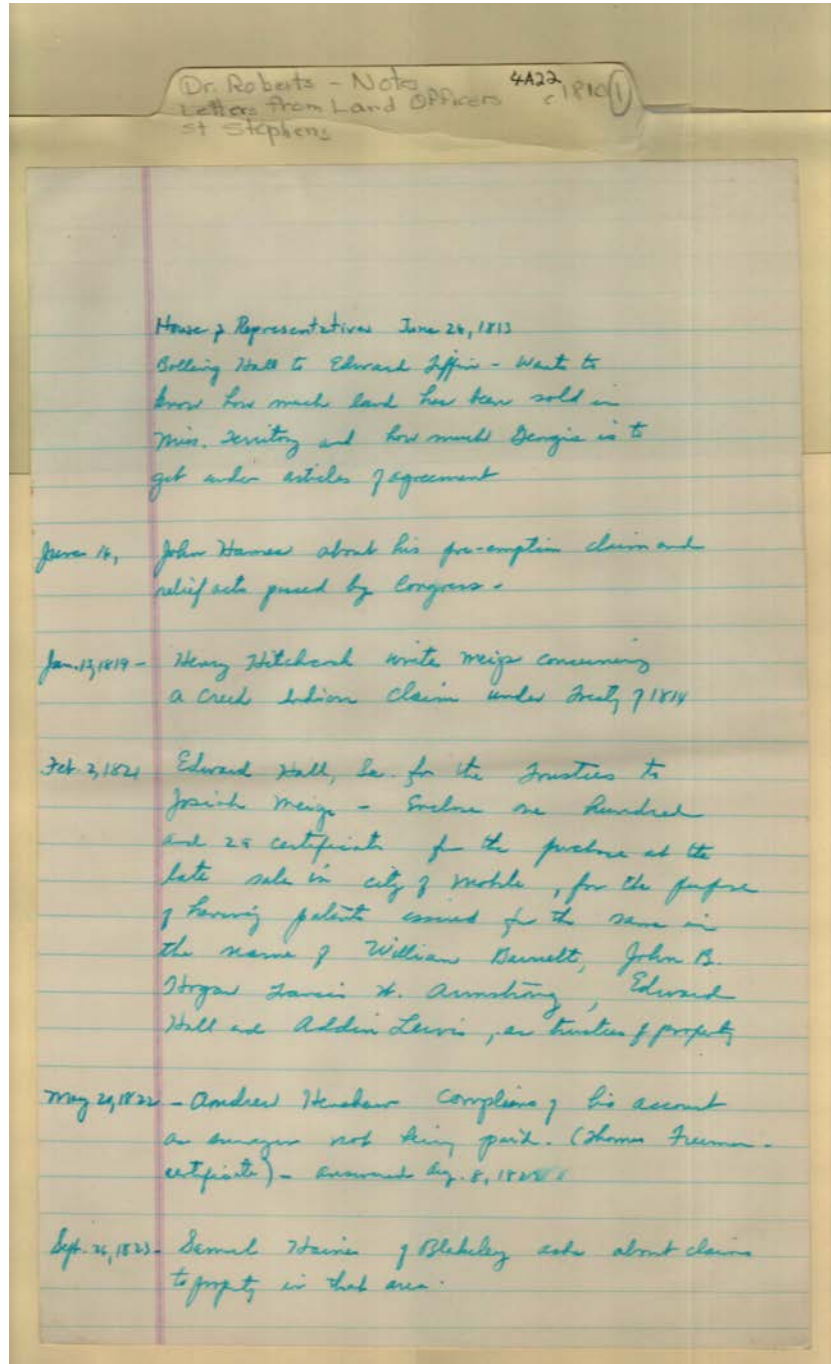 Dr. Roberts - Notes 4A22
Letters from Land Officers c 1810 (1)
St Stephens
House of Representatives June 26, 1813
Bolling Hall to Edward Tiffin - Wants to
know how much land has been sold in
Miss. Territory and how much Georgia is to
get under articles of agreement
June 16, John Hames about his pre-emption claim and
relief acts passed by Congress.
Jan. 13, 1819 - Henry Hitchcock write Meigs concerning
a Creek Indian Claim under Treaty of 1814
Feb. 2, 1821 Edward Hall, Sec. for the Trustees to
Josiah Meigs - Enclose one hundred
and 28 certificate for the purchase at the
late sale in city of Mobile, for the purpose
of having patents issued for the same in
the name of William Barnett, John B.
Hogan Francis W. Armstrong, Edward
Hall and Addin Lewis, as trustees of property
May 20, 1822 - Andrew Henshaw complains of his account
as surveyor not being paid. (Thomas Freeman -
certificate) - answered Aug. 8, 1822
Sept. 26, 1823 - Samuel Haines of Blakeley asks about claims
to property in that area.